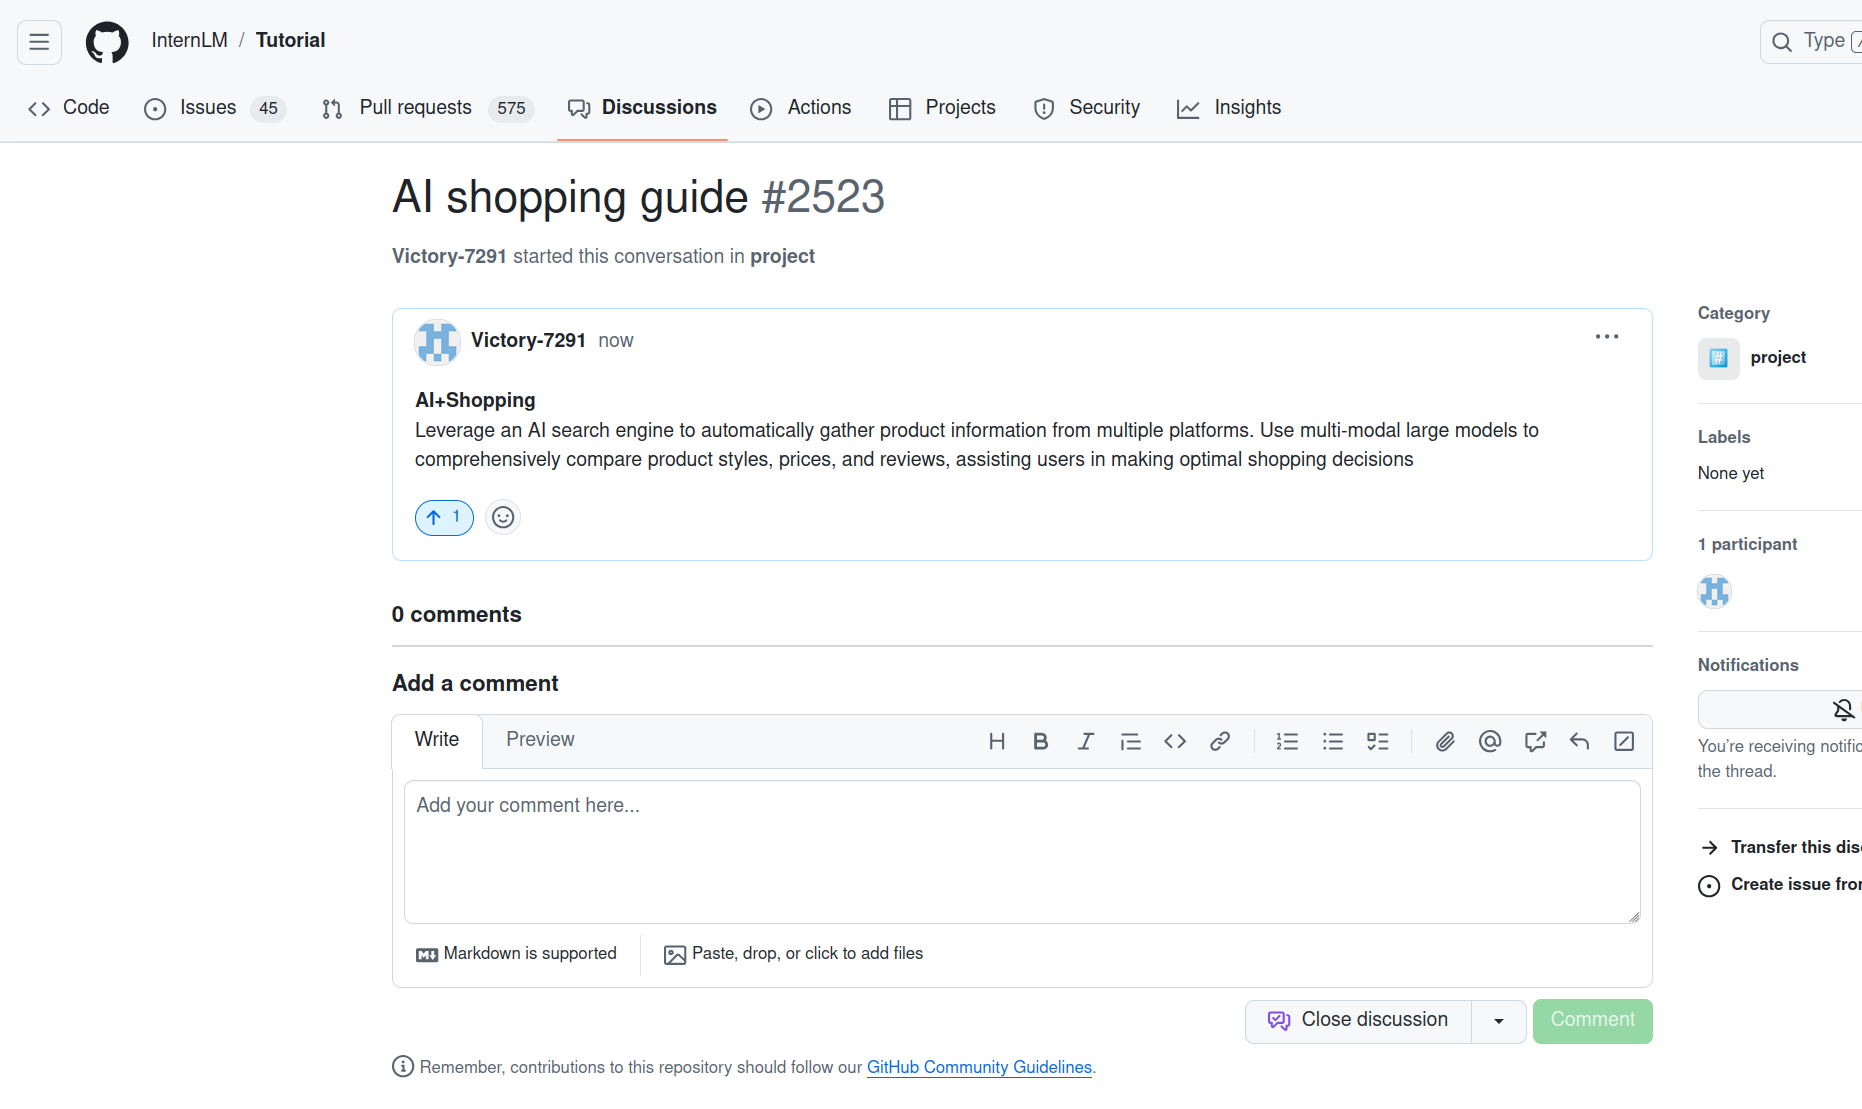 InternLM / Tutorial
Type /
Code
Issues 45
Pull requests 575
Discussions
Actions
Projects
Security
Insights
AI shopping guide #2523
Victory-7291 started this conversation in project
Victory-7291 now
AI+Shopping
Leverage an AI search engine to automatically gather product information from multiple platforms. Use multi-modal large models to
comprehensively compare product styles, prices, and reviews, assisting users in making optimal shopping decisions
1
0 comments
Add a comment
Write
Preview
Add your comment here...
Markdown is supported
Paste, drop, or click to add files
Close discussion
Comment
Remember, contributions to this repository should follow our GitHub Community Guidelines.
Category
# project
Labels
None yet
1 participant
Notifications
You’re receiving
the thread.
Transfer this
Create issue